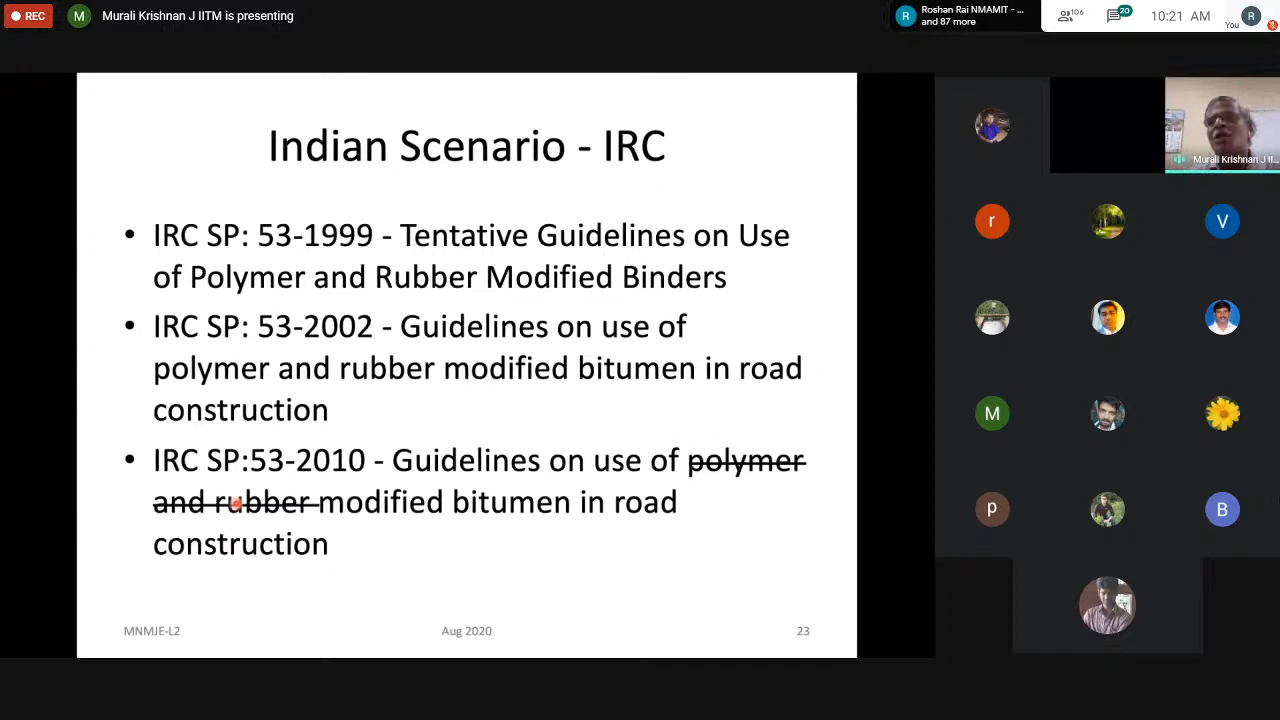 REC
M
Murali Krishnan J IITM is presenting
R
Roshan Rai NMAMIT - ...
and 87 more
106
20
10:21 AM
You
R
Indian Scenario - IRC
• IRC SP: 53-1999 - Tentative Guidelines on Use
of Polymer and Rubber Modified Binders
• IRC SP: 53-2002 - Guidelines on use of
polymer and rubber modified bitumen in road
construction
• IRC SP:53-2010 - Guidelines on use of polymer
and rubber modified bitumen in road
construction
MNMJE-L2
Aug 2020
23
Murali Krishnan J II...
r
V
M
p
B